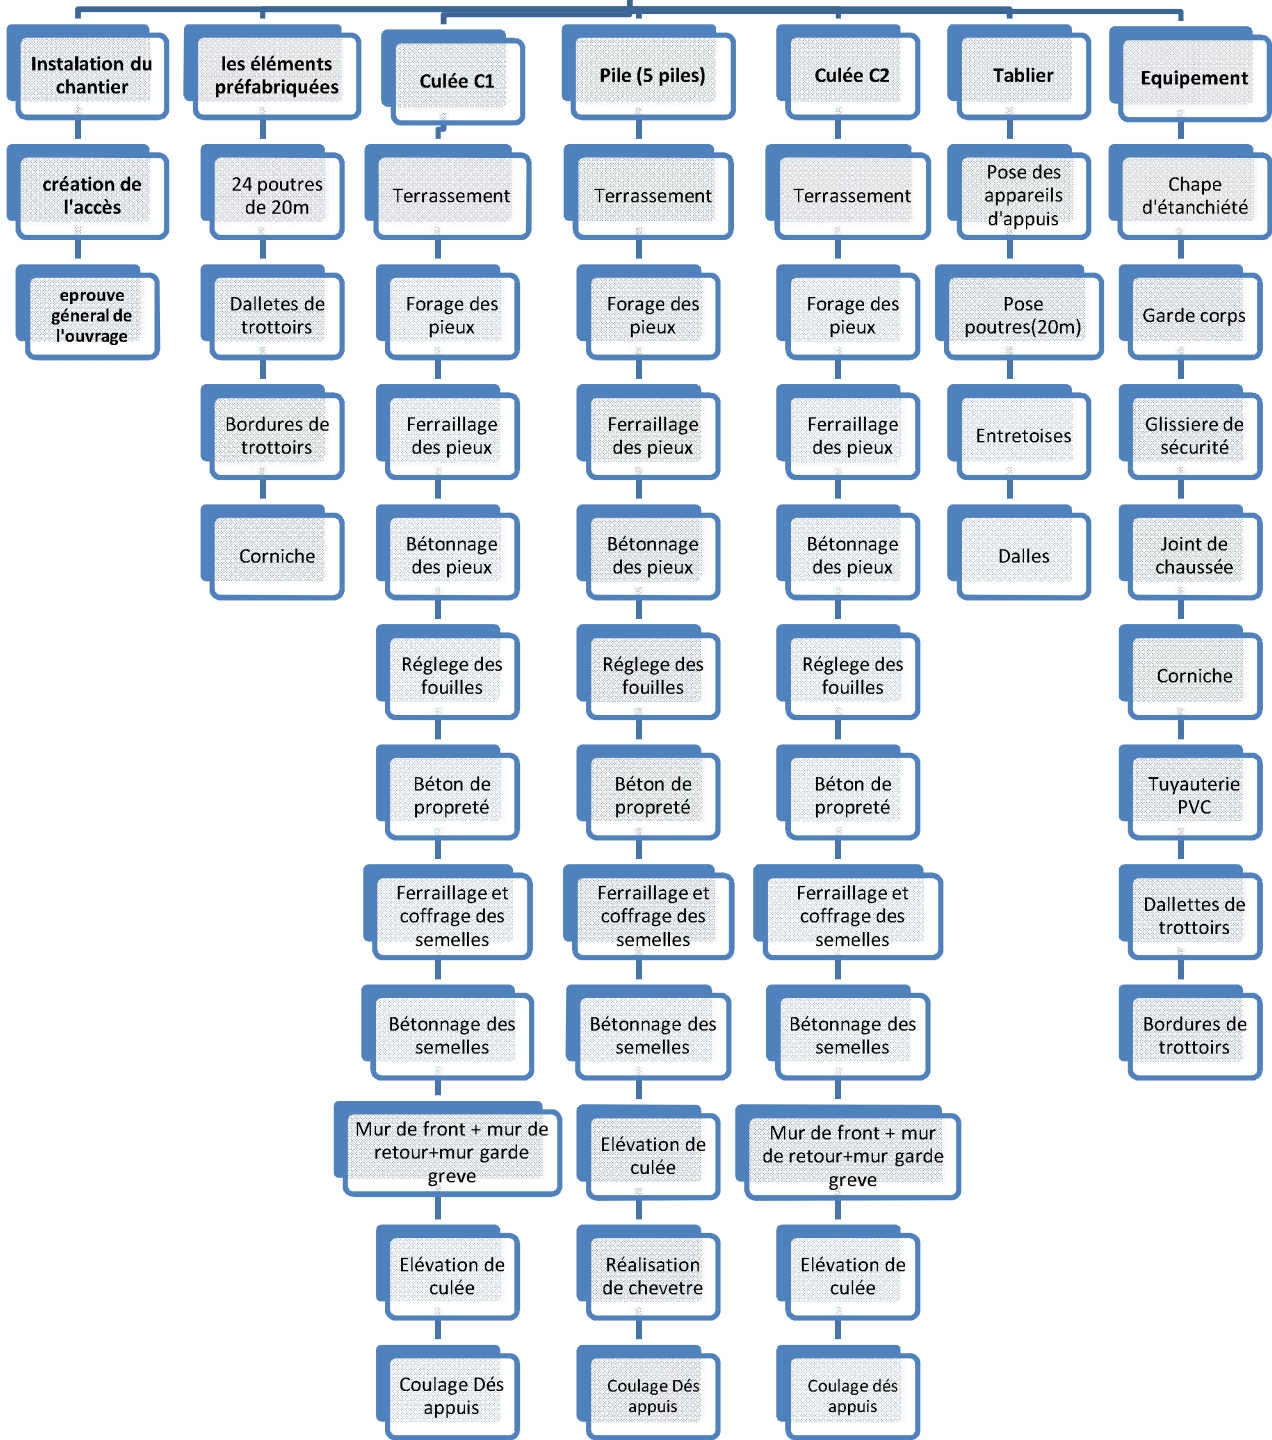 Instalation du
chantier
création de
l'accès
eprouve
géneral de
l'ouvrage
les éléments
préfabriquées
24 poutres
de 20m
Dalletes de
trottoirs
Bordures de
trottoirs
Corniche
Culée C1
Terrassement
Forage des
pieux
Ferraillage
des pieux
Bétonnage
des pieux
Réglege des
fouilles
Béton de
propreté
Ferraillage et
coffrage des
semelles
Bétonnage des
semelles
Mur de front + mur de
retour+mur garde
greve
Elévation de
culée
Coulage Dés
appuis
Pile (5 piles)
Terrassement
Forage des
pieux
Ferraillage
des pieux
Bétonnage
des pieux
Réglege des
fouilles
Béton de
propreté
Ferraillage et
coffrage des
semelles
Bétonnage des
semelles
Elévation de
culée
Réalisation
de chevetre
Coulage Dés
appuis
Culée C2
Terrassement
Forage des
pieux
Ferraillage
des pieux
Bétonnage
des pieux
Réglege des
fouilles
Béton de
propreté
Ferraillage et
coffrage des
semelles
Bétonnage des
semelles
Mur de front + mur
de retour+mur garde
greve
Elévation de
culée
Coulage dés
appuis
Tablier
Pose des
appareils
d'appuis
Pose
poutres(20m)
Entretoises
Dalles
Equipement
Chape
d'étanchiété
Garde corps
Glissiere de
sécurité
Joint de
chaussée
Corniche
Tuyauterie
PVC
Dallettes de
trottoirs
Bordures de
trottoirs